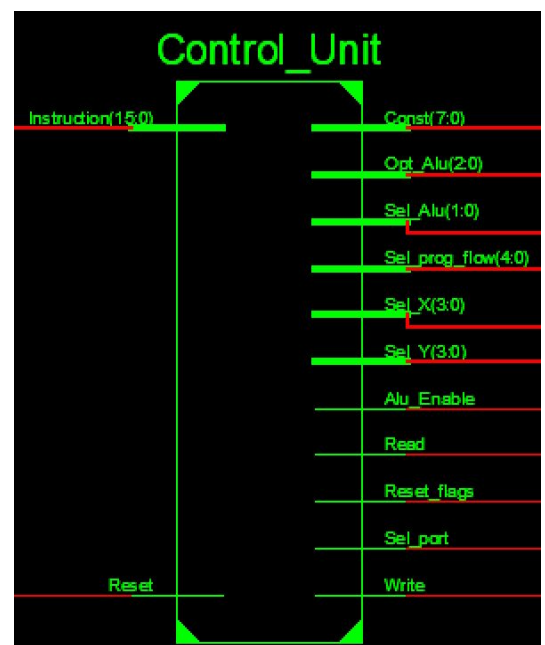 Control_Unit
Instruction(15:0)
Const(7:0)
Opt_Alu(2:0)
Sel_Alu(1:0)
Sel_prog_flow(4:0)
Sel_X(3:0)
Sel_Y(3:0)
Alu_Enable
Read
Reset_flags
Sel_port
Reset
Write